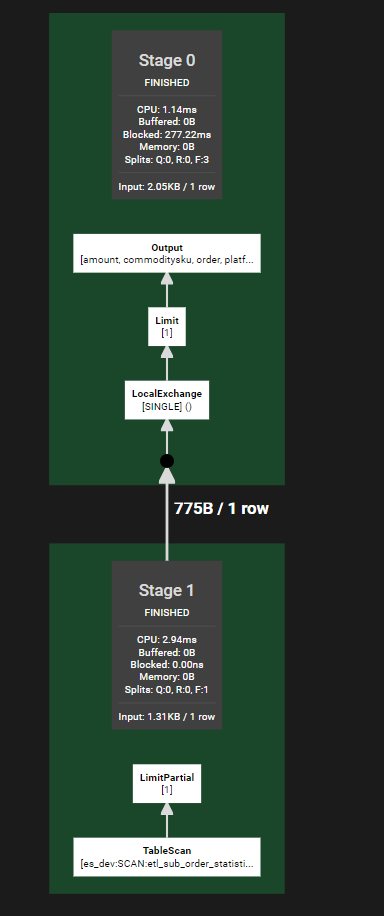 Stage 0
FINISHED
CPU: 1.14ms
Buffered: 0B
Blocked: 277.22ms
Memory: 0B
Splits: Q:0, R:0, F:3
Input: 2.05KB / 1 row
Output
[amount, commoditysku, order, platf...
Limit
[1]
LocalExchange
[SINGLE] ()
775B / 1 row
Stage 1
FINISHED
CPU: 2.94ms
Buffered: 0B
Blocked: 0.00ns
Memory: 0B
Splits: Q:0, R:0, F:1
Input: 1.31KB / 1 row
LimitPartial
[1]
TableScan
[es_dev:SCAN:etl_sub_order_statisti...